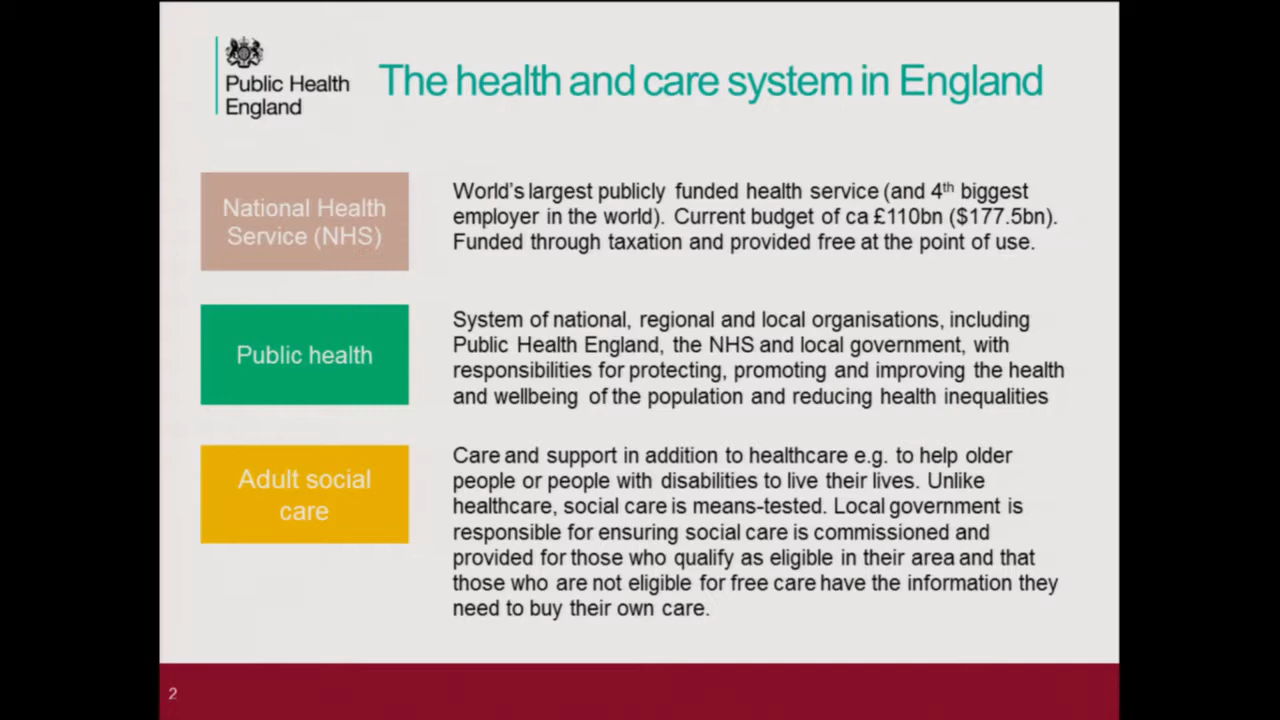 Public Health
England
The health and care system in England
National Health
Service (NHS)
World's largest publicly funded health service (and 4th biggest
employer in the world). Current budget of ca £110bn ($177.5bn).
Funded through taxation and provided free at the point of use.
Public health
System of national, regional and local organisations, including
Public Health England, the NHS and local government, with
responsibilities for protecting, promoting and improving the health
and wellbeing of the population and reducing health inequalities
Adult social
care
Care and support in addition to healthcare e.g. to help older
people or people with disabilities to live their lives. Unlike
healthcare, social care is means-tested. Local government is
responsible for ensuring social care is commissioned and
provided for those who qualify as eligible in their area and that
those who are not eligible for free care have the information they
need to buy their own care.
2